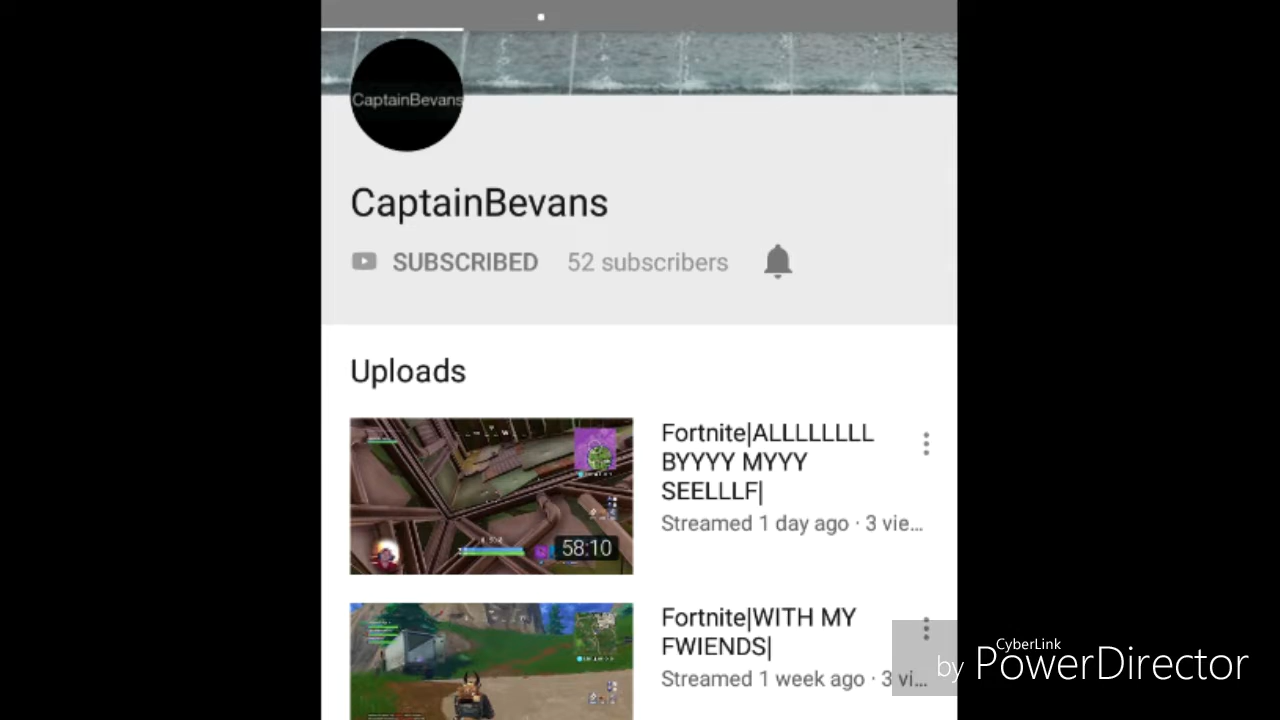 CaptainBevans
CaptainBevans
SUBSCRIBED 52 subscribers
Uploads
Fortnite|ALLLLLLLL
BYYYY MYYY
SEELLLF|
Streamed 1 day ago · 3 vie...
58:10
Fortnite|WITH MY
FWIENDS|
Streamed 1 week ago · 3 vi...
CyberLink
by PowerDirector